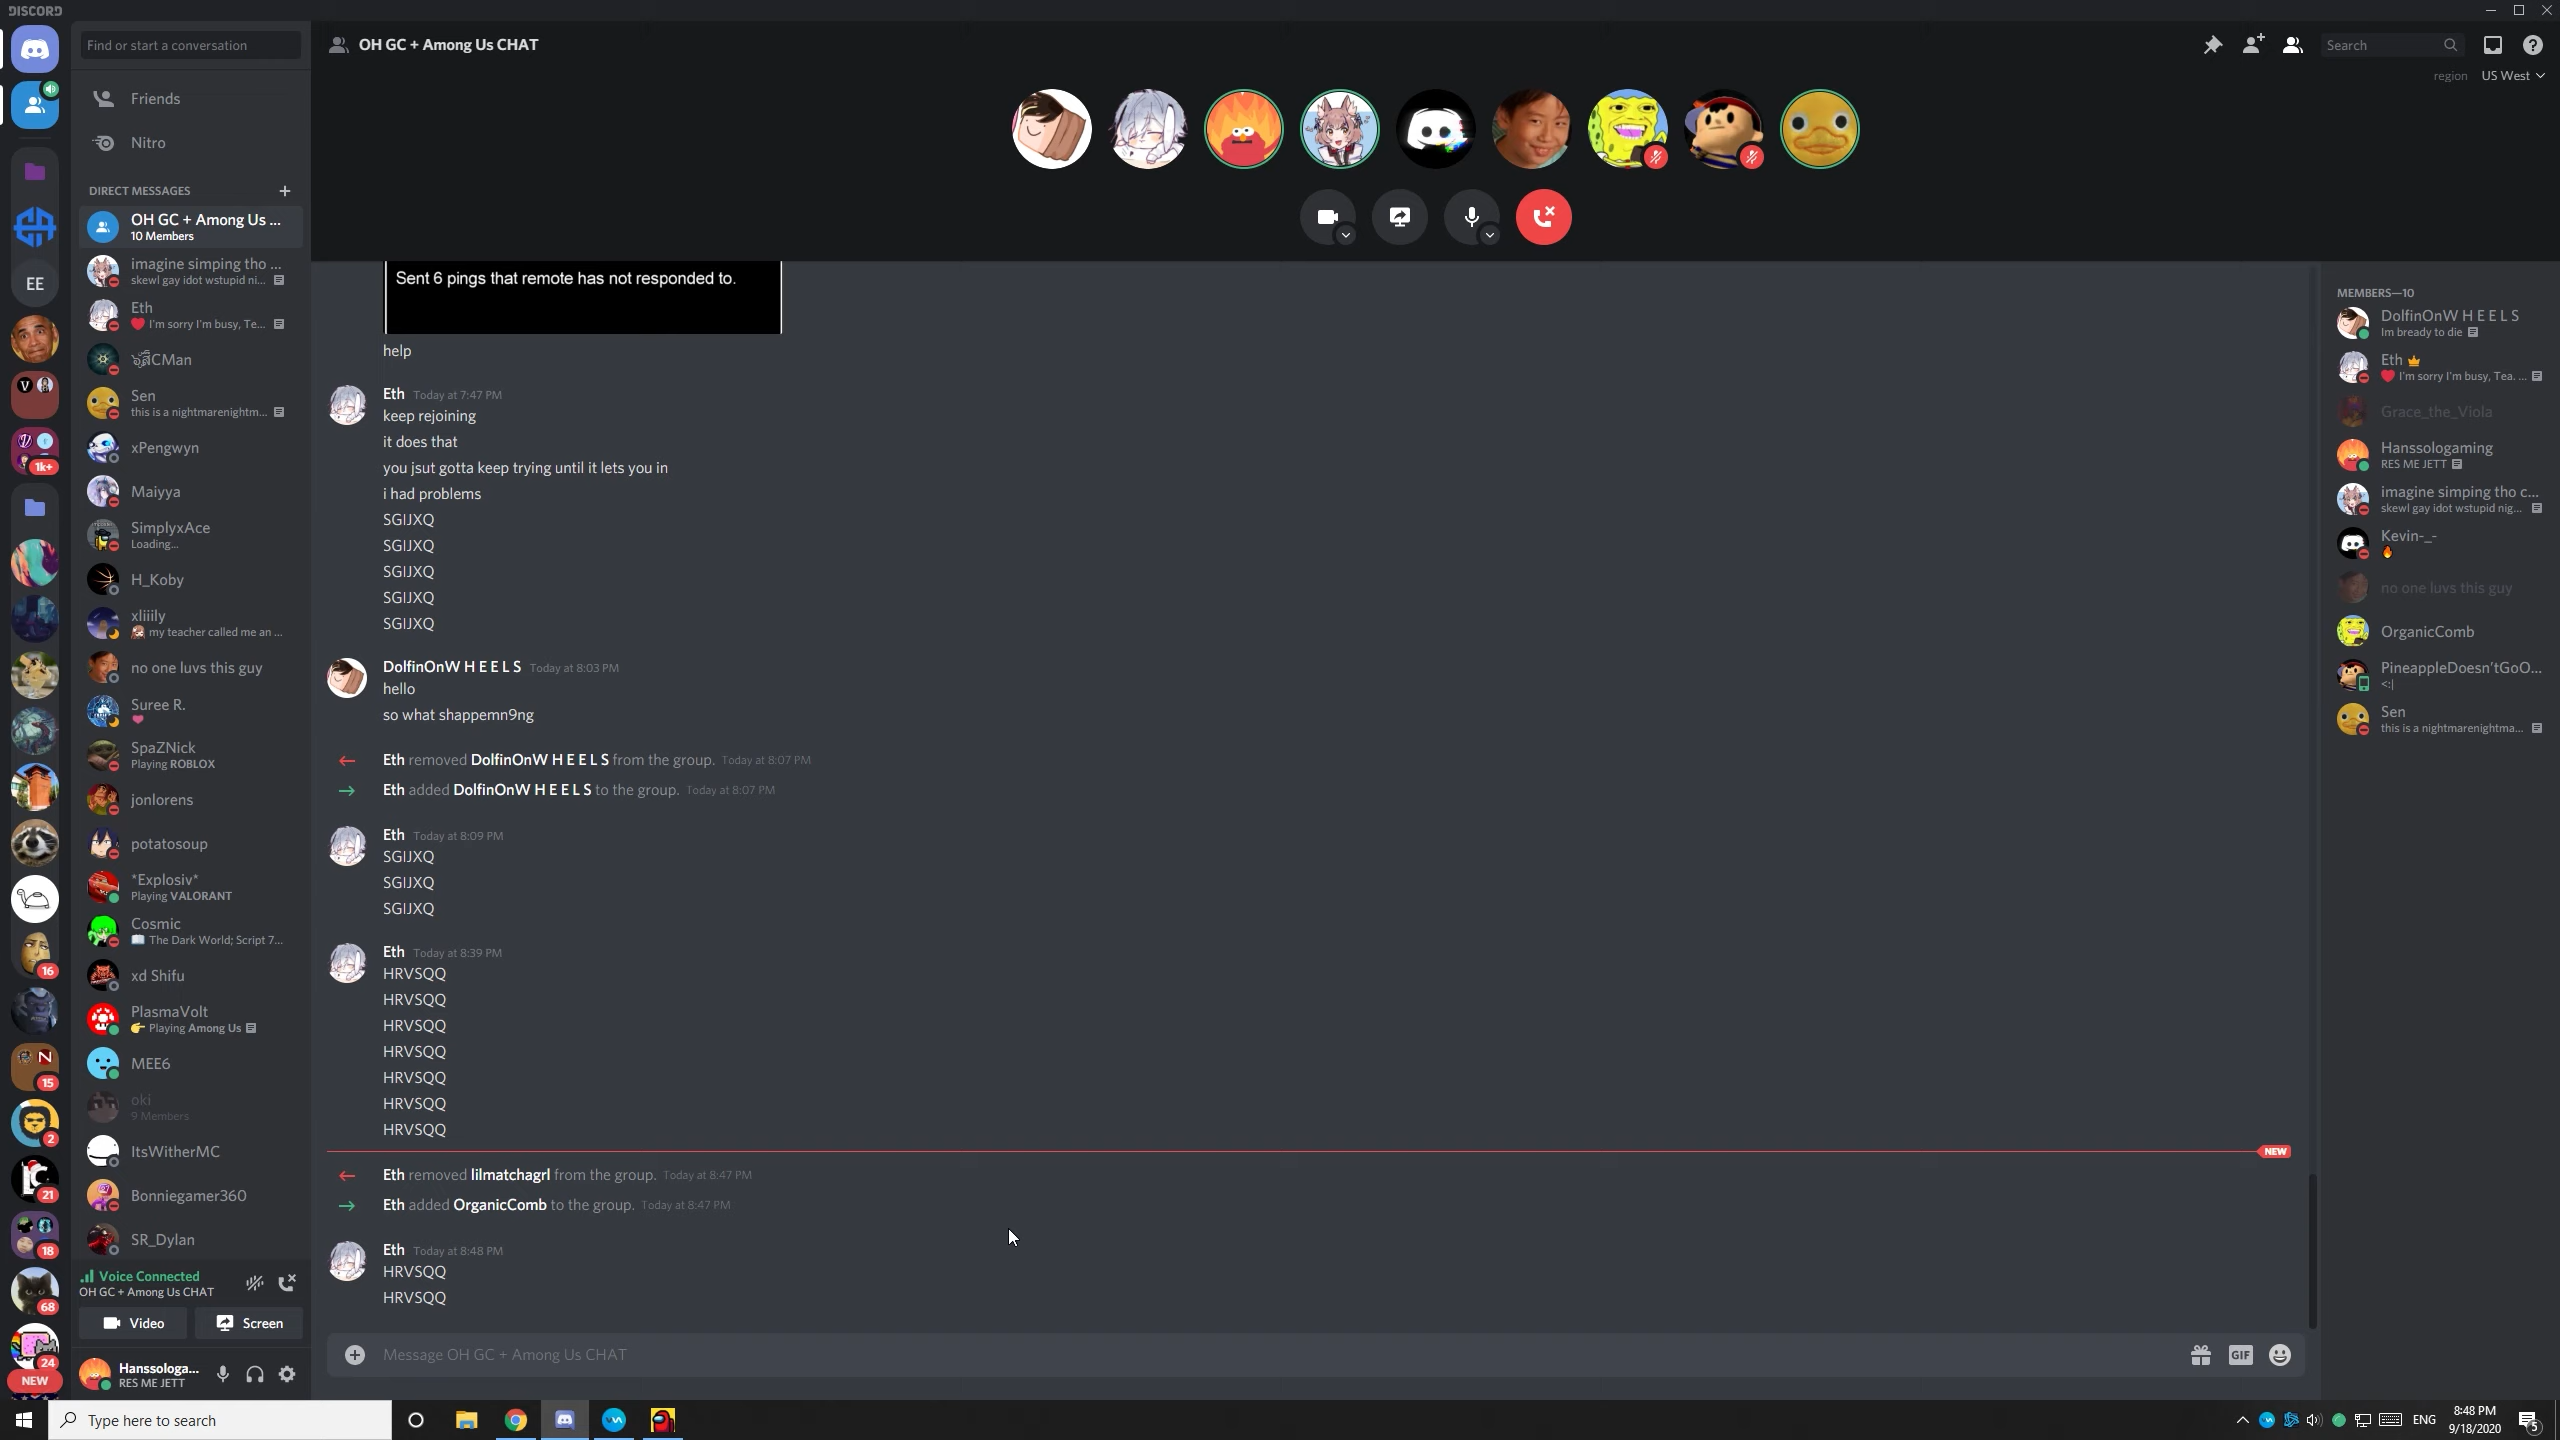 DISCORD
Find or start a conversation
OH GC + Among Us CHAT
Search
region US West
Friends
Nitro
DIRECT MESSAGES
OH GC + Among Us ...
10 Members
imagine simping tho ...
skewl gay idot wstupid ni...
Eth
I'm sorry I'm busy, Te...
CMan
Sen
this is a nightmarenightm...
xPengwyn
Maiyya
SimplyxAce
Loading...
H_Koby
xliiily
my teacher called me an ...
no one luvs this guy
Suree R.
SpaZNick
Playing ROBLOX
jonlorens
potatosoup
*Explosiv*
Playing VALORANT
Cosmic
The Dark World; Script 7...
xd Shifu
PlasmaVolt
Playing Among Us
MEE6
oki
9 Members
ItsWitherMC
Bonniegamer360
SR_Dylan
Voice Connected
OH GC + Among Us CHAT
Video
Screen
Hanssologa...
RES ME JETT
EE
V
1k+
16
N
15
2
21
18
68
24
NEW
Sent 6 pings that remote has not responded to.
help
Eth Today at 7:47 PM
keep rejoining
it does that
you jsut gotta keep trying until it lets you in
i had problems
SGIJXQ
SGIJXQ
SGIJXQ
SGIJXQ
SGIJXQ
DolfinOnW H E E L S Today at 8:03 PM
hello
so what shappemn9ng
Eth removed DolfinOnW H E E L S from the group. Today at 8:07 PM
Eth added DolfinOnW H E E L S to the group. Today at 8:07 PM
Eth Today at 8:09 PM
SGIJXQ
SGIJXQ
SGIJXQ
Eth Today at 8:39 PM
HRVSQQ
HRVSQQ
HRVSQQ
HRVSQQ
HRVSQQ
HRVSQQ
HRVSQQ
NEW
Eth removed lilmatchagrl from the group. Today at 8:47 PM
Eth added OrganicComb to the group. Today at 8:47 PM
Eth Today at 8:48 PM
HRVSQQ
HRVSQQ
Message OH GC + Among Us CHAT
GIF
MEMBERS—10
DolfinOnW H E E L S
Im bready to die
Eth
I'm sorry I'm busy, Tea. ...
Grace_the_Viola
Hanssologaming
RES ME JETT
imagine simping tho c...
skewl gay idot wstupid nig...
Kevin-_-
no one luvs this guy
OrganicComb
PineappleDoesn'tGoO...
<:|
Sen
this is a nightmarenightma...
Type here to search
ENG
8:48 PM
9/18/2020
5